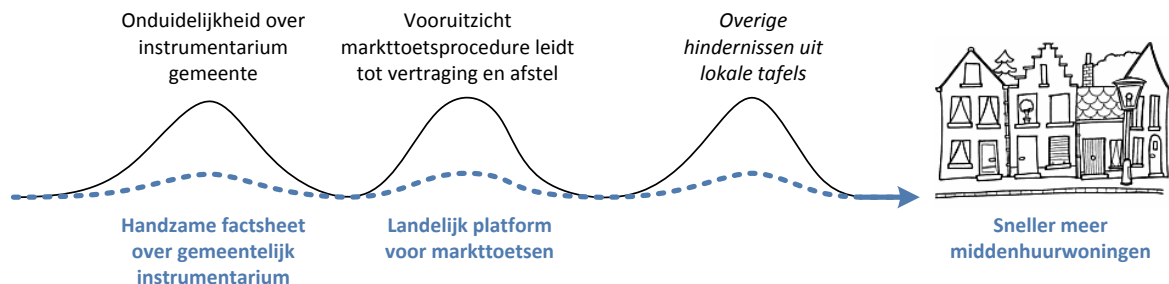 Onduidelijkheid over
instrumentarium
gemeente
Vooruitzicht
markttoetsprocedure leidt
tot vertraging en afstel
Overige
hindernissen uit
lokale tafels
Handzame factsheet
over gemeentelijk
instrumentarium
Landelijk platform
voor markttoetsen
Sneller meer
middenhuurwoningen